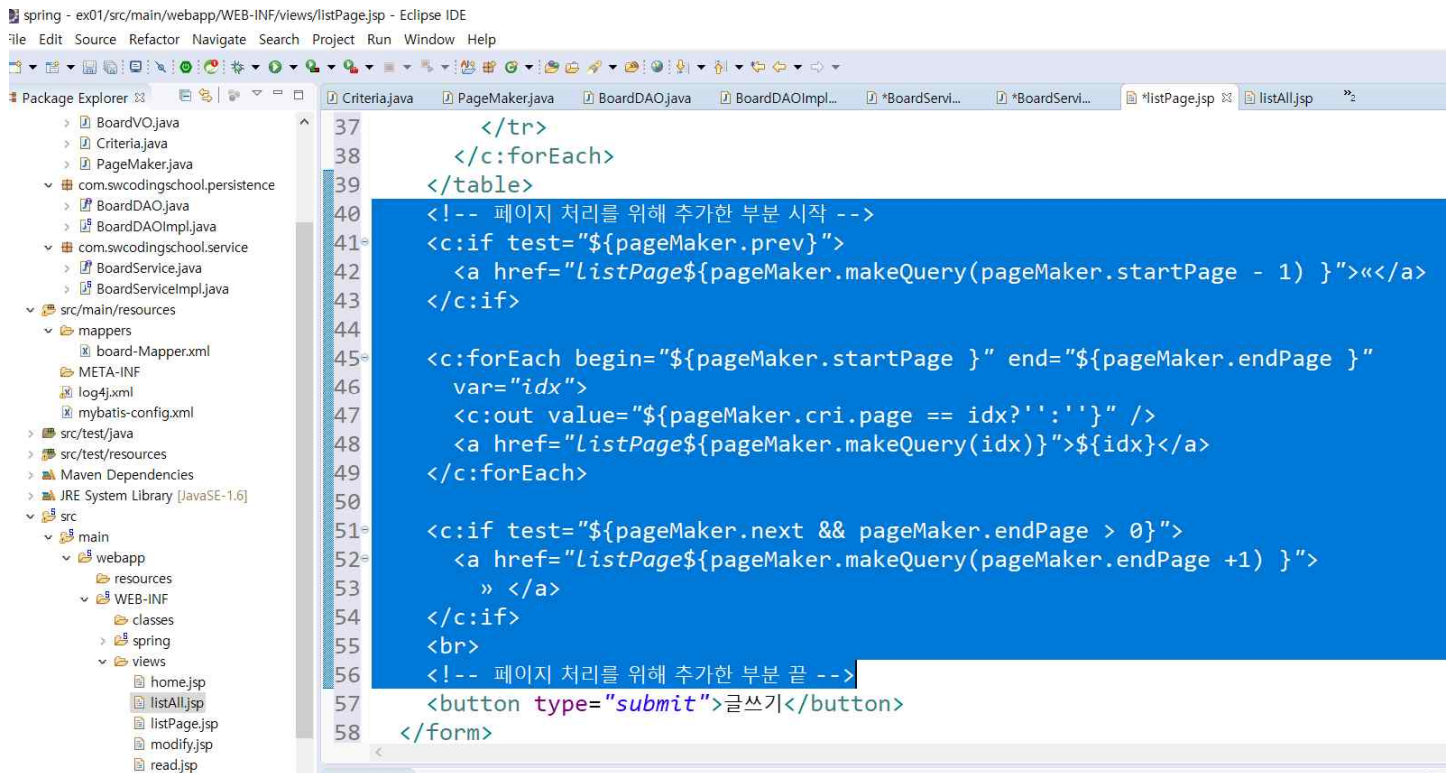 spring - ex01/src/main/webapp/WEB-INF/views/listPage.jsp - Eclipse IDE
File Edit Source Refactor Navigate Search Project Run Window Help
Package Explorer
Criteria.java PageMaker.java BoardDAO.java BoardDAOImpl... *BoardServi... *BoardServi... *listPage.jsp listAll.jsp »2
BoardVO.java
Criteria.java
PageMaker.java
com.swcodingschool.persistence
BoardDAO.java
BoardDAOImpl.java
com.swcodingschool.service
BoardService.java
BoardServiceImpl.java
src/main/resources
mappers
board-Mapper.xml
META-INF
log4j.xml
mybatis-config.xml
src/test/java
src/test/resources
Maven Dependencies
JRE System Library [JavaSE-1.6]
src
main
webapp
resources
WEB-INF
classes
spring
views
home.jsp
listAll.jsp
listPage.jsp
modify.jsp
read.jsp
37 </tr>
38 </c:forEach>
39 </table>
40 <!-- 페이지 처리를 위해 추가한 부분 시작 -->
41 <c:if test="${pageMaker.prev}">
42 <a href="listPage${pageMaker.makeQuery(pageMaker.startPage - 1) }">«</a>
43 </c:if>
44
45 <c:forEach begin="${pageMaker.startPage }" end="${pageMaker.endPage }"
46 var="idx">
47 <c:out value="${pageMaker.cri.page == idx?'':''}" />
48 <a href="listPage${pageMaker.makeQuery(idx)}">${idx}</a>
49 </c:forEach>
50
51 <c:if test="${pageMaker.next && pageMaker.endPage > 0}">
52 <a href="listPage${pageMaker.makeQuery(pageMaker.endPage +1) }">
53 » </a>
54 </c:if>
55 <br>
56 <!-- 페이지 처리를 위해 추가한 부분 끝 -->
57 <button type="submit">글쓰기</button>
58 </form>